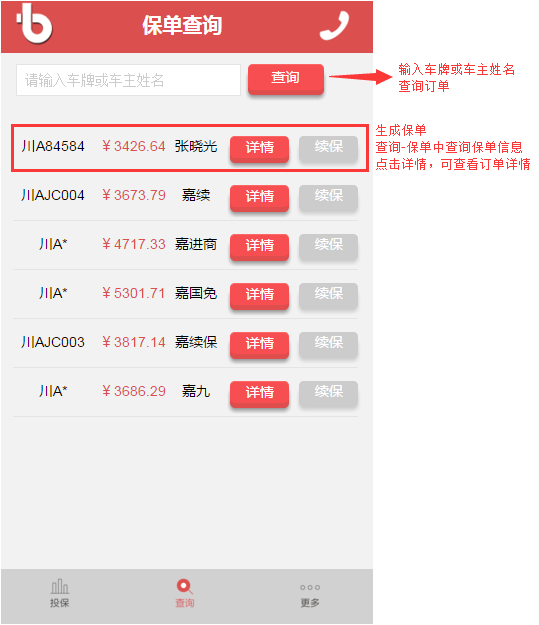 保单查询
请输入车牌或车主姓名
查询
输入车牌或车主姓名
查询订单
生成保单
查询-保单中查询保单信息
点击详情，可查看订单详情
川A84584 ￥3426.64 张晓光 详情 续保
川AJC004 ￥3673.79 嘉续 详情 续保
川A* ￥4717.33 嘉进商 详情 续保
川A* ￥5301.71 嘉国免 详情 续保
川AJC003 ￥3817.14 嘉续保 详情 续保
川A* ￥3686.29 嘉九 详情 续保
投保 查询 更多